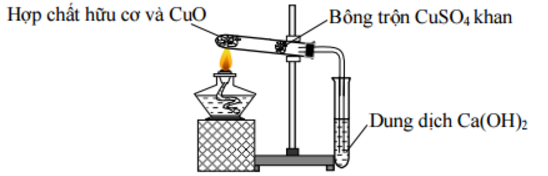 Hợp chất hữu cơ và CuO
Bông trộn CuSO₄ khan
Dung dịch Ca(OH)₂